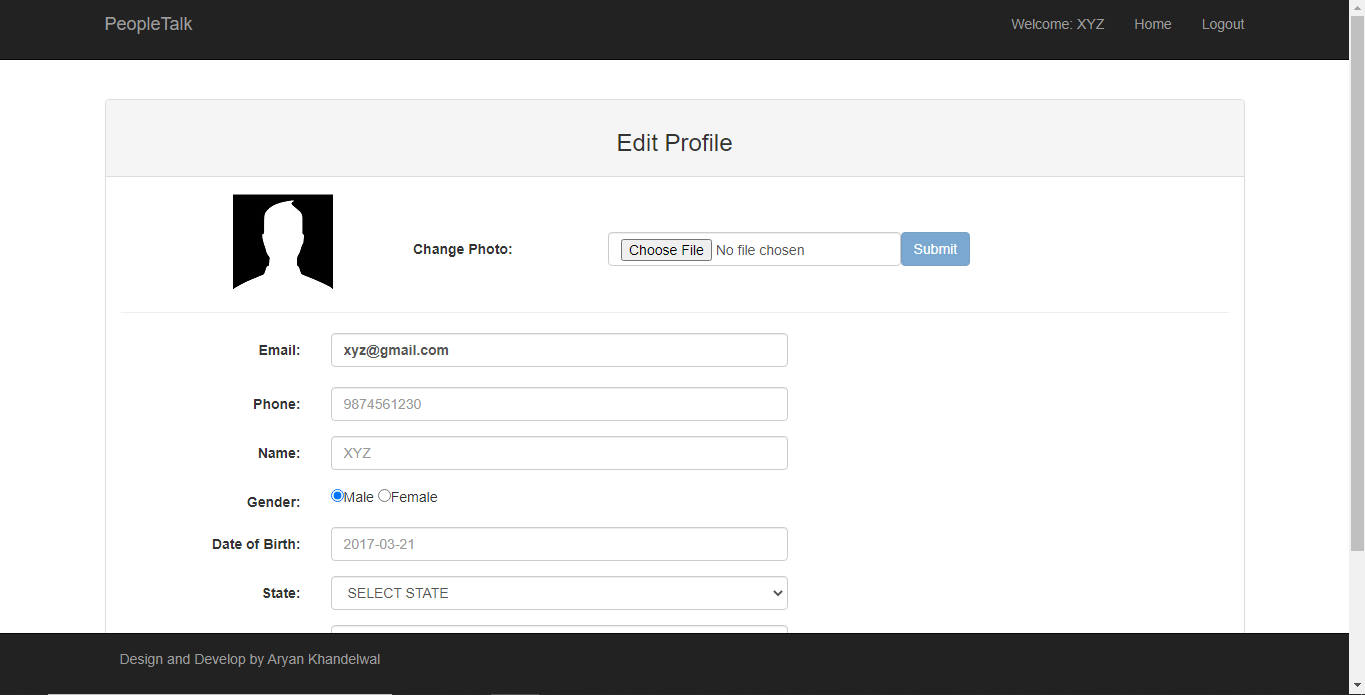 PeopleTalk
Welcome: XYZ Home Logout
Edit Profile
Change Photo: Choose File No file chosen Submit
Email: xyz@gmail.com
Phone: 9874561230
Name: XYZ
Gender: Male Female
Date of Birth: 2017-03-21
State: SELECT STATE
Design and Develop by Aryan Khandelwal